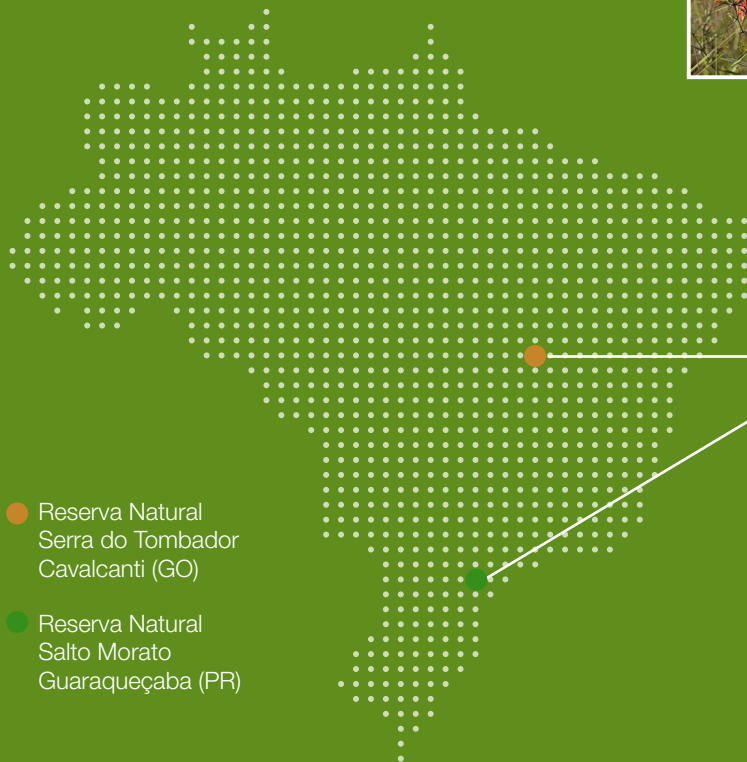 Reserva Natural
Serra do Tombador
Cavalcanti (GO)
Reserva Natural
Salto Morato
Guaraqueçaba (PR)